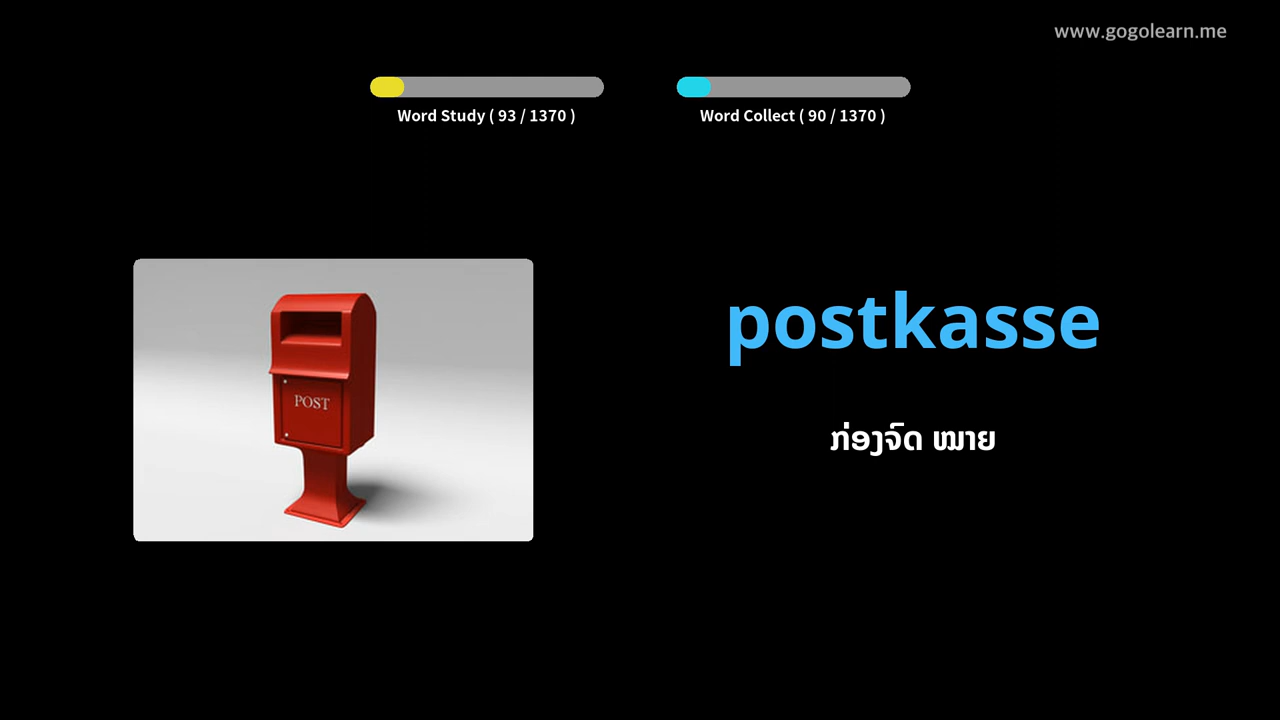 www.gogolearn.me
Word Study ( 93 / 1370 )
Word Collect ( 90 / 1370 )
POST
postkasse
ກ່ອງຈົດ ໝາຍ